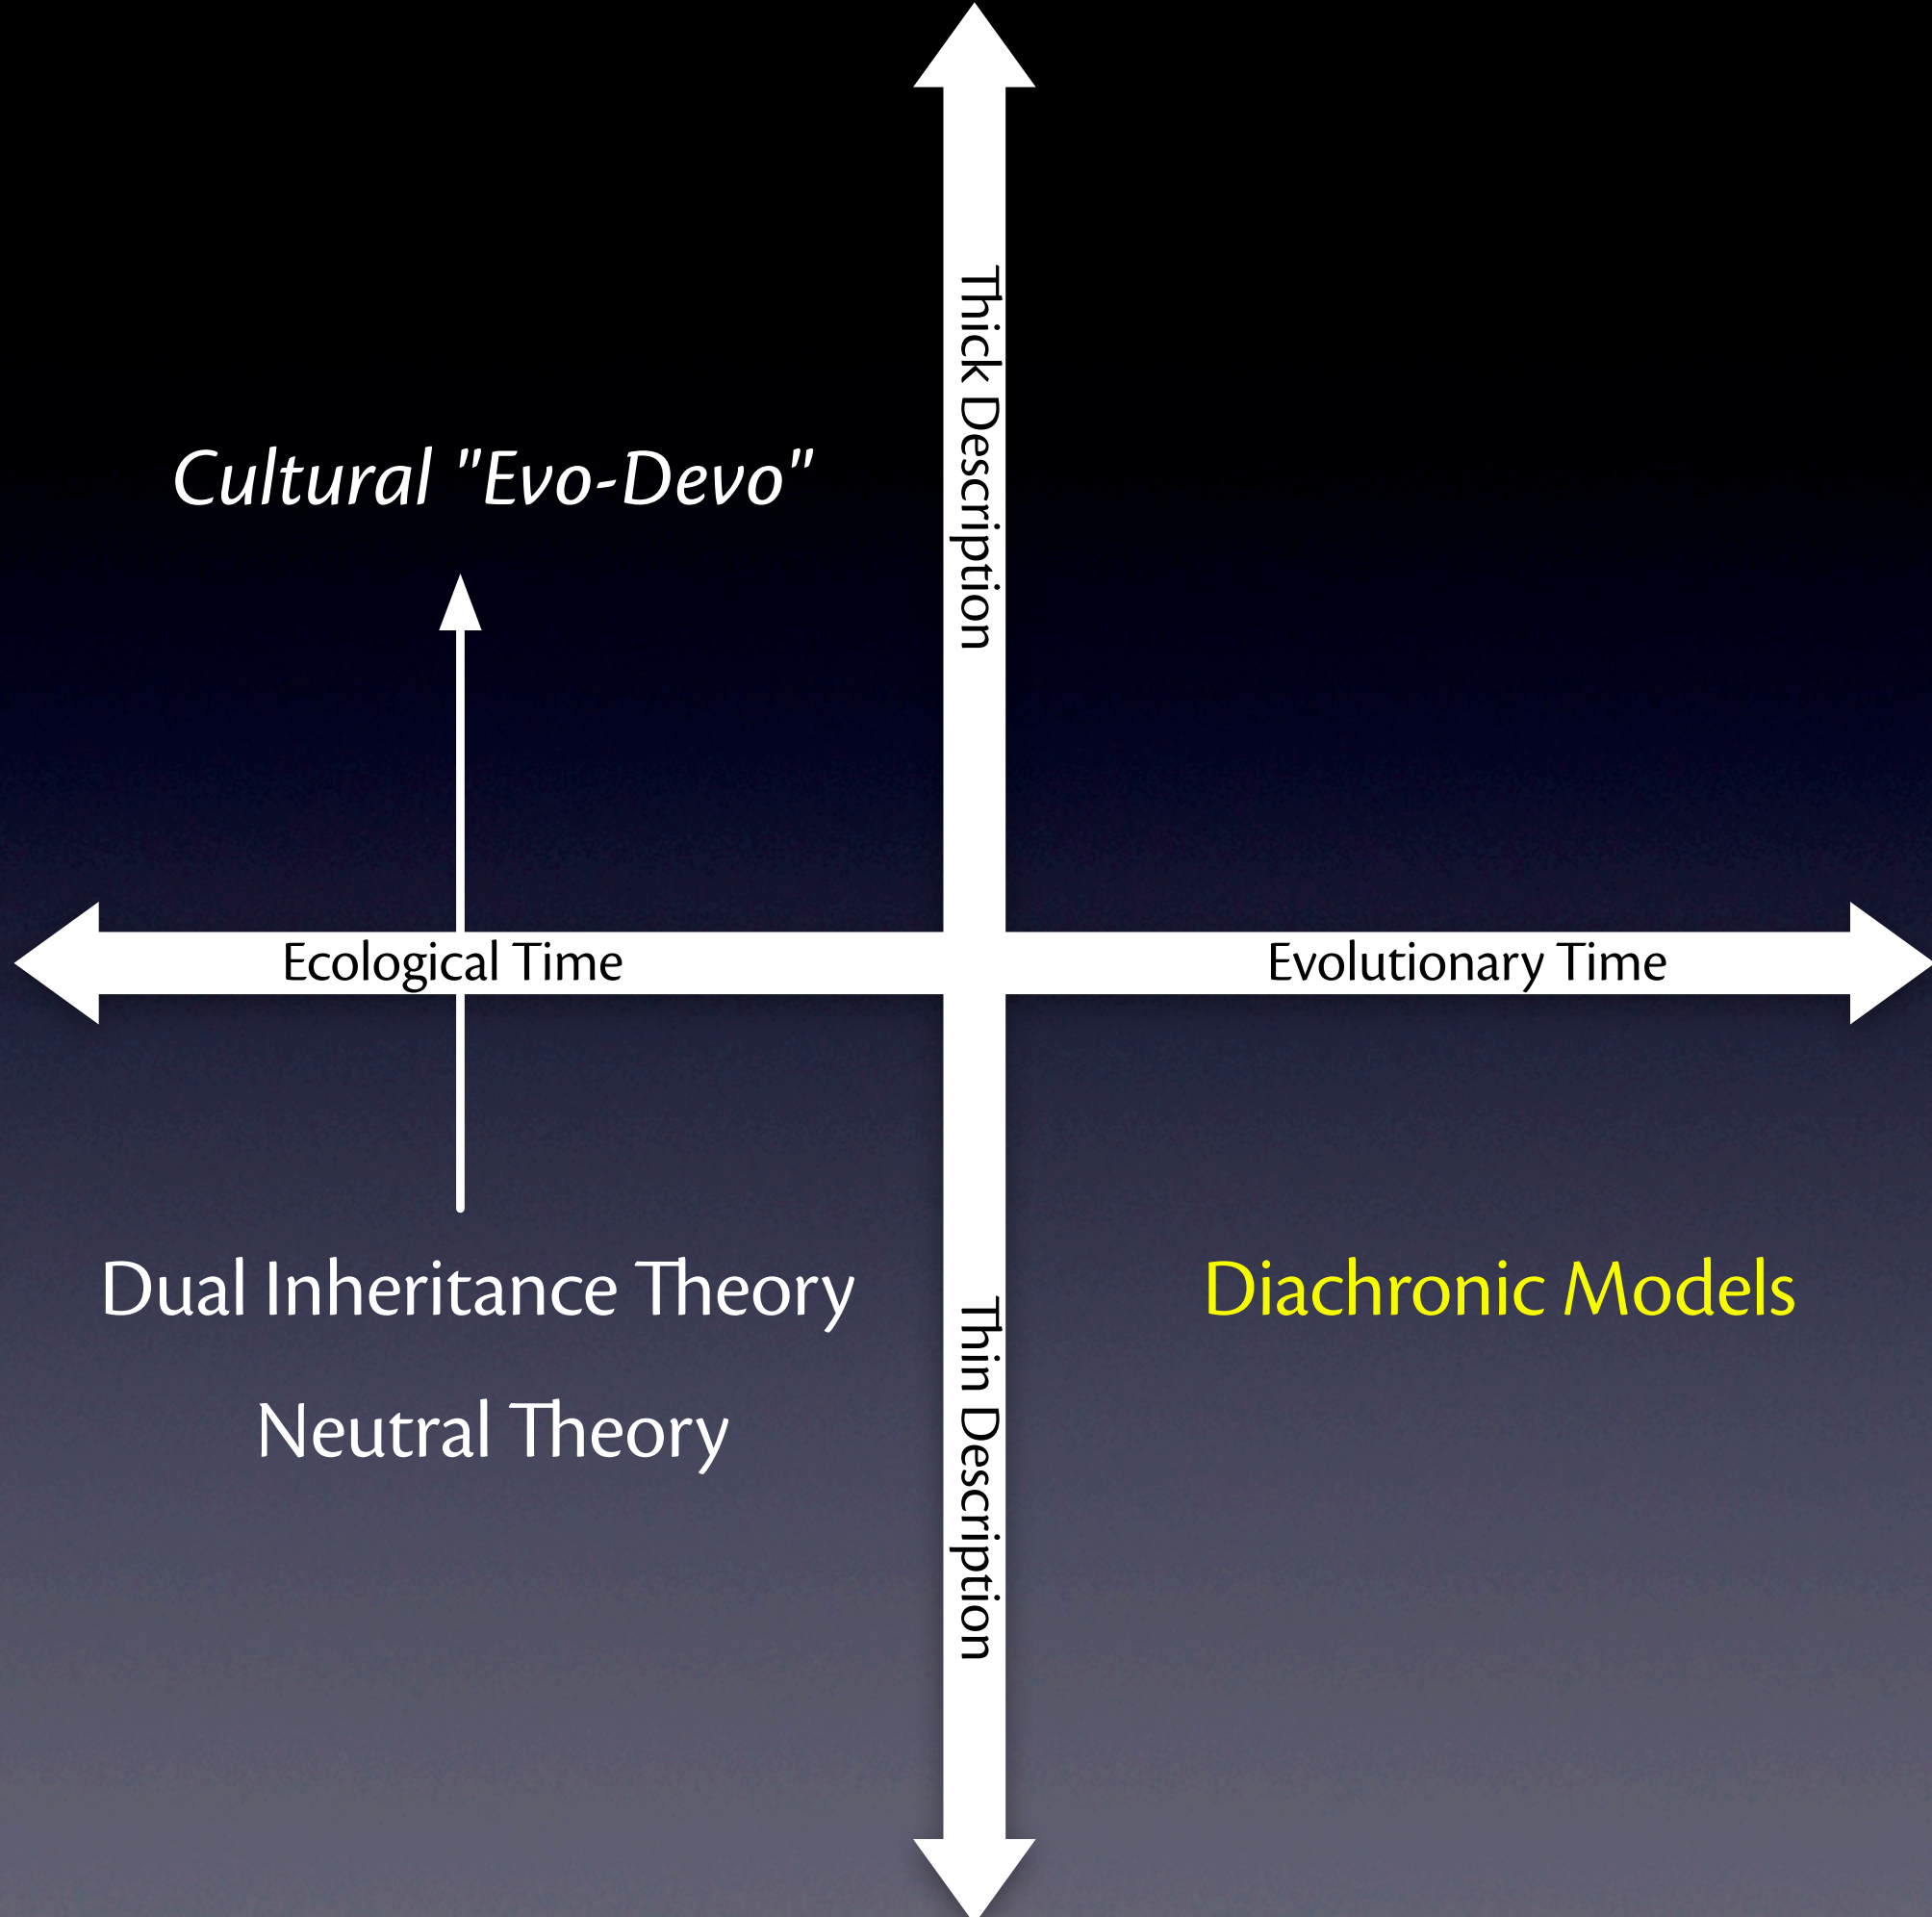 Thick Description
Cultural "Evo-Devo"
Ecological Time
Evolutionary Time
Dual Inheritance Theory
Diachronic Models
Thin Description
Neutral Theory